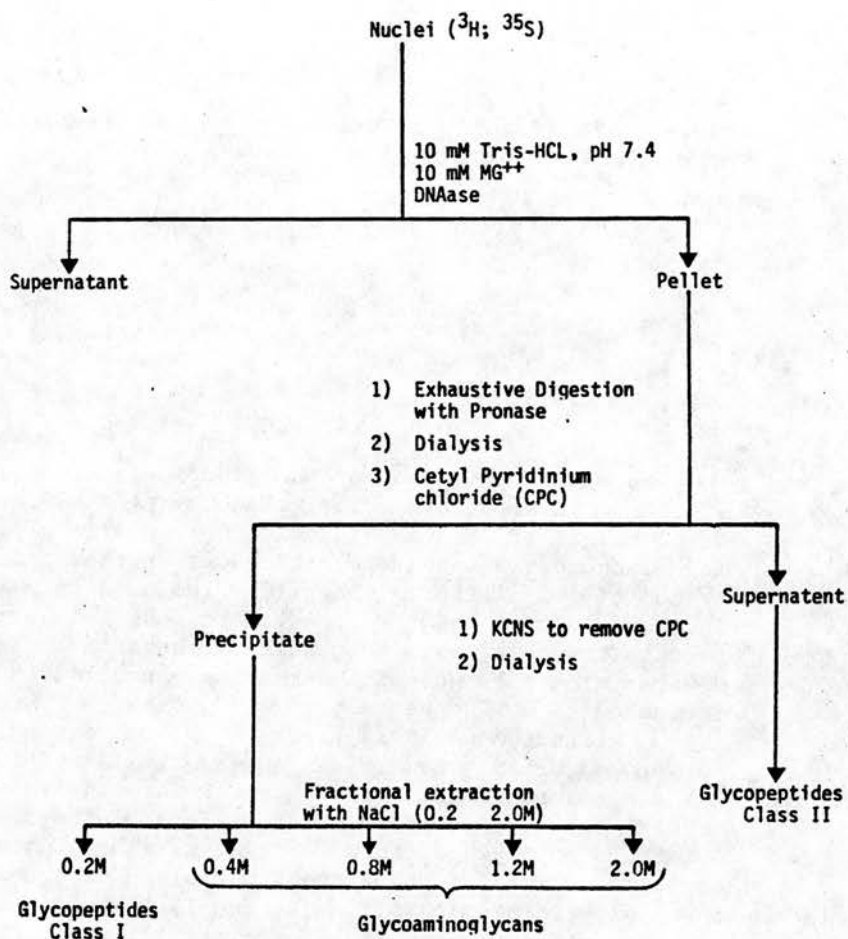 Nuclei (³H; ³⁵S)
10 mM Tris-HCL, pH 7.4
10 mM MG⁺⁺
DNAase
Supernatant
Pellet
1) Exhaustive Digestion
with Pronase
2) Dialysis
3) Cetyl Pyridinium
chloride (CPC)
Precipitate
Supernatent
1) KCNS to remove CPC
2) Dialysis
Fractional extraction
with NaCl (0.2 2.0M)
Glycopeptides
Class II
0.2M 0.4M 0.8M 1.2M 2.0M
Glycopeptides
Class I
Glycoaminoglycans